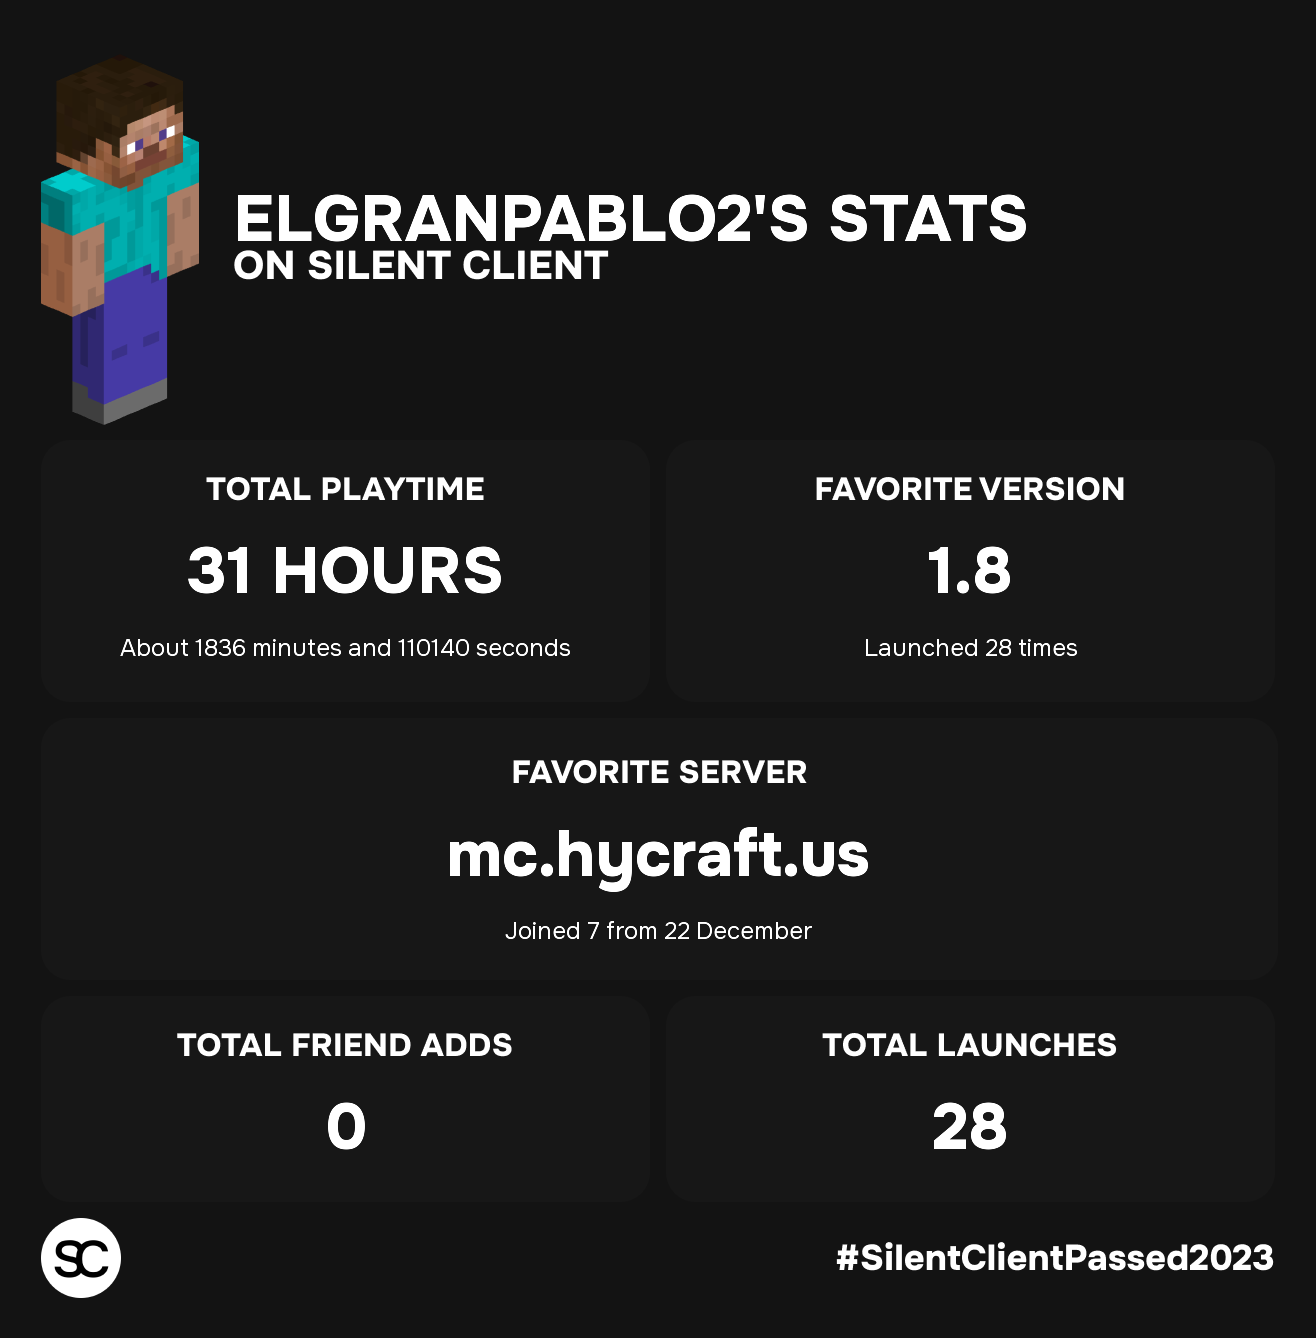 ELGRANPABLO2'S STATS
ON SILENT CLIENT
TOTAL PLAYTIME
31 HOURS
About 1836 minutes and 110140 seconds
FAVORITE VERSION
1.8
Launched 28 times
FAVORITE SERVER
mc.hycraft.us
Joined 7 from 22 December
TOTAL FRIEND ADDS
0
TOTAL LAUNCHES
28
SC
#SilentClientPassed2023